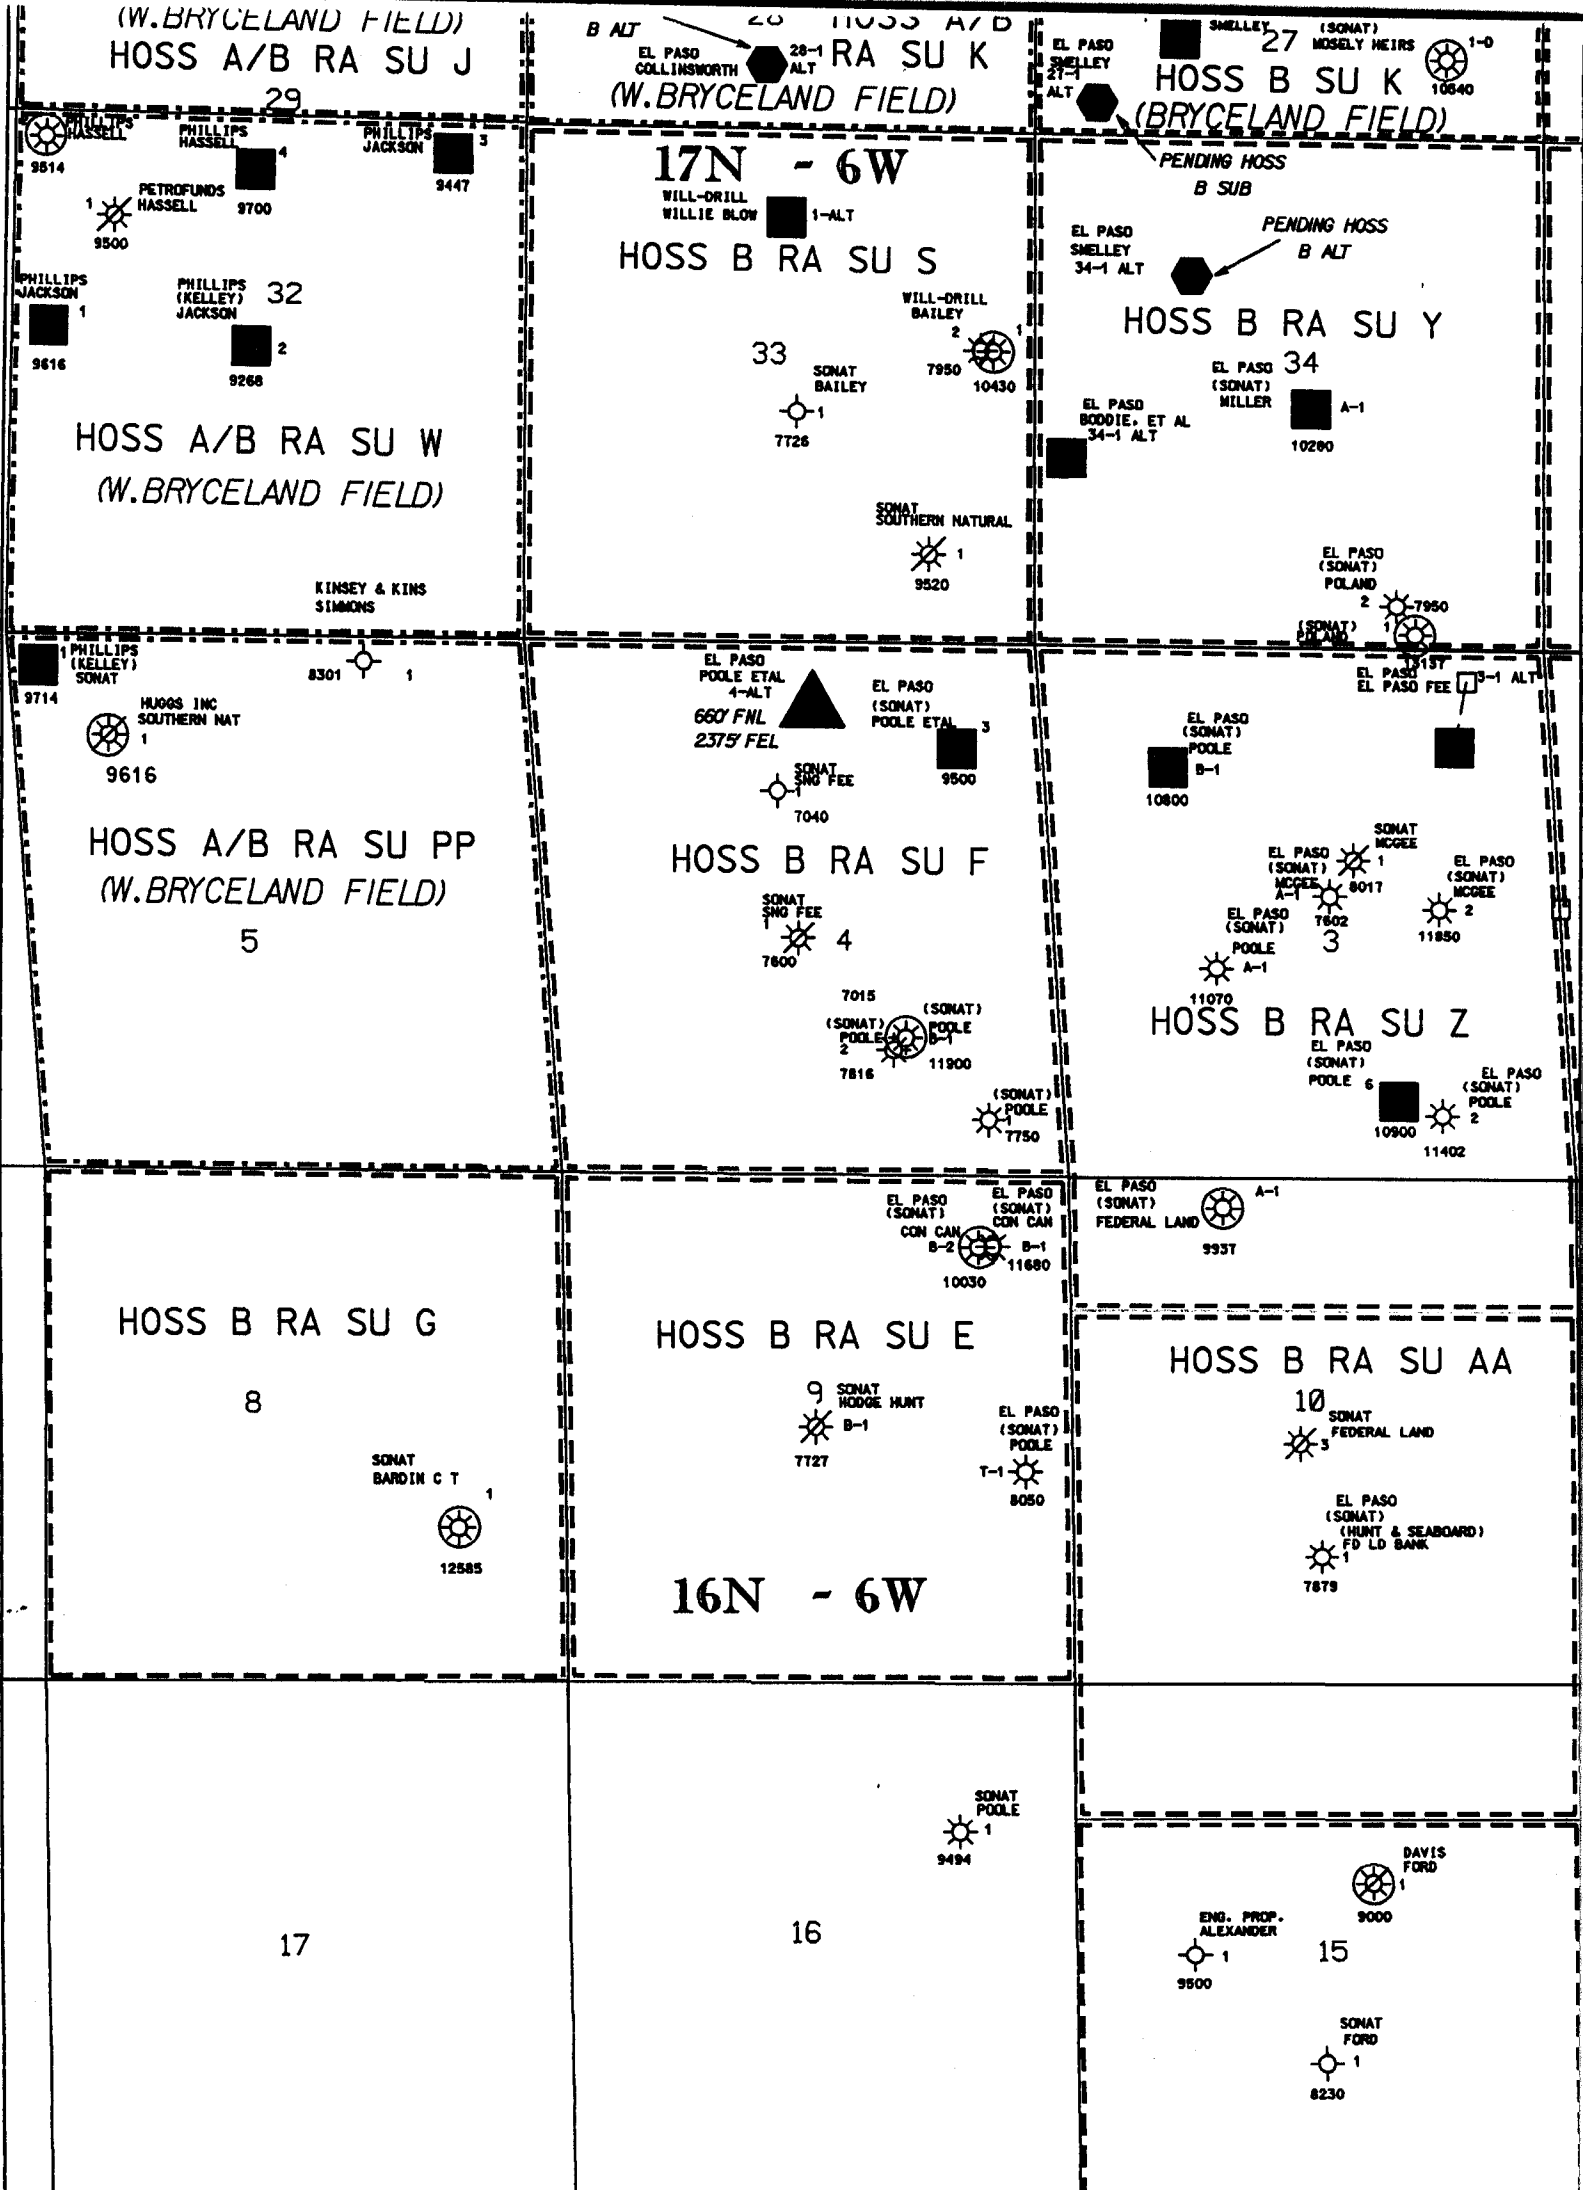 (W.BRYCELAND FIELD)
HOSS A/B RA SU J
29
B ALT
EL PASO
COLLINSWORTH
28-1
ALT
28
HOSS A/B
RA SU K
(W.BRYCELAND FIELD)
EL PASO
SMELLEY
27-1
ALT
SMELLEY
27
(SONAT)
MOSELY HEIRS
1-D
10640
HOSS B SU K
(BRYCELAND FIELD)
PENDING HOSS
B SUB
PHILLIPS
HASSELL
9514
PHILLIPS
HASSELL
4
9700
PHILLIPS
JACKSON
3
9447
1
PETROFUNDS
HASSELL
9500
PHILLIPS
JACKSON
1
9616
PHILLIPS
(KELLEY)
JACKSON
32
2
9268
HOSS A/B RA SU W
(W.BRYCELAND FIELD)
KINSEY & KINS
SIMMONS
8301
1
17N - 6W
WILL-DRILL
WILLIE BLOW
1-ALT
HOSS B RA SU S
WILL-DRILL
BAILEY
2
1
7950
10430
33
SONAT
BAILEY
1
7726
SONAT
SOUTHERN NATURAL
1
9520
PENDING HOSS
B ALT
EL PASO
SMELLEY
34-1 ALT
HOSS B RA SU Y
34
EL PASO
(SONAT)
MILLER
A-1
10280
EL PASO
BODDIE, ET AL
34-1 ALT
EL PASO
(SONAT)
POLAND
2
7950
(SONAT)
POLAND
1
13137
1
PHILLIPS
(KELLEY)
SONAT
9714
HUGGS INC
SOUTHERN NAT
1
9616
HOSS A/B RA SU PP
(W.BRYCELAND FIELD)
5
EL PASO
POOLE ETAL
4-ALT
660' FNL
2375' FEL
EL PASO
(SONAT)
POOLE ETAL
3
9500
SONAT
SNG FEE
1
7040
HOSS B RA SU F
SONAT
SNG FEE
1
7600
4
7015
(SONAT)
POOLE
2
7816
(SONAT)
POOLE
B-1
11900
(SONAT)
POOLE
1
7750
EL PASO
EL PASO FEE
3-1 ALT
EL PASO
(SONAT)
POOLE
B-1
10800
SONAT
MCGEE
1
8017
EL PASO
(SONAT)
MCGEE
A-1
7602
EL PASO
(SONAT)
MCGEE
2
11850
3
EL PASO
(SONAT)
POOLE
A-1
11070
HOSS B RA SU Z
EL PASO
(SONAT)
POOLE 6
10900
EL PASO
(SONAT)
POOLE
2
11402
HOSS B RA SU G
8
SONAT
BARDIN C T
1
12585
EL PASO
(SONAT)
CON CAN
B-2
10030
EL PASO
(SONAT)
CON CAN
B-1
11680
HOSS B RA SU E
9
SONAT
HODGE HUNT
B-1
7727
EL PASO
(SONAT)
POOLE
T-1
8050
16N - 6W
EL PASO
(SONAT)
FEDERAL LAND
A-1
9937
HOSS B RA SU AA
10
SONAT
FEDERAL LAND
3
EL PASO
(SONAT)
(HUNT & SEABOARD)
FD LD BANK
1
7879
17
16
SONAT
POOLE
1
9494
DAVIS
FORD
1
9000
ENG. PROP.
ALEXANDER
1
9500
15
SONAT
FORD
1
8230